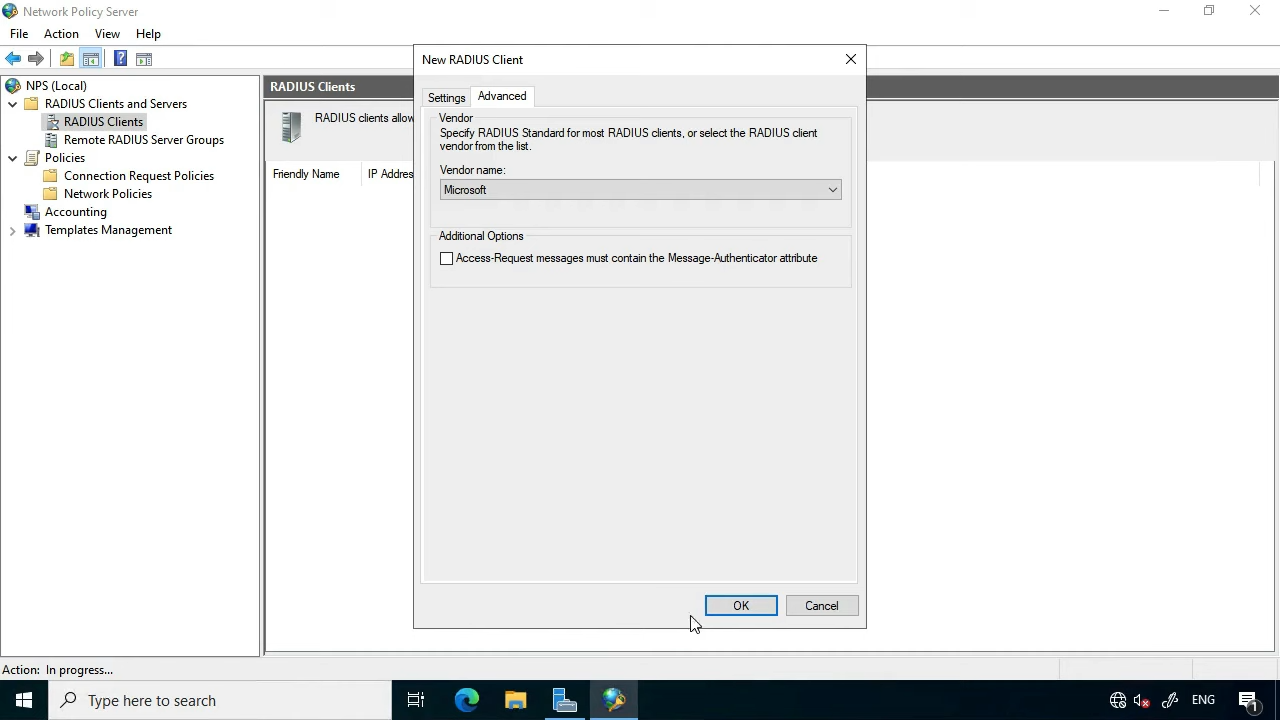 Network Policy Server
File Action View Help
NPS (Local)
RADIUS Clients and Servers
RADIUS Clients
Remote RADIUS Server Groups
Policies
Connection Request Policies
Network Policies
Accounting
Templates Management
RADIUS Clients
RADIUS clients allow
Friendly Name IP Addres
New RADIUS Client
Settings Advanced
Vendor
Specify RADIUS Standard for most RADIUS clients, or select the RADIUS client
vendor from the list.
Vendor name:
Microsoft
Additional Options
Access-Request messages must contain the Message-Authenticator attribute
OK Cancel
Action: In progress...
Type here to search
ENG
1